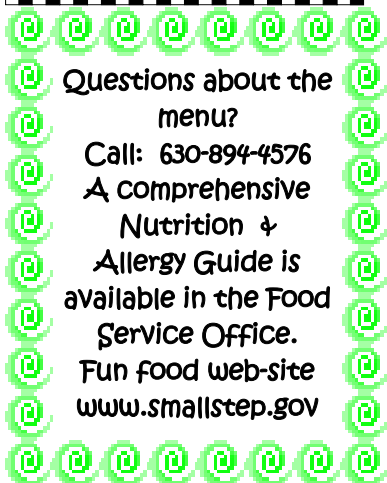 Questions about the
menu?
Call:  630-894-4576
A comprehensive
Nutrition  &
Allergy Guide is
available in the Food
Service Office.
Fun food web-site
www.smallstep.gov